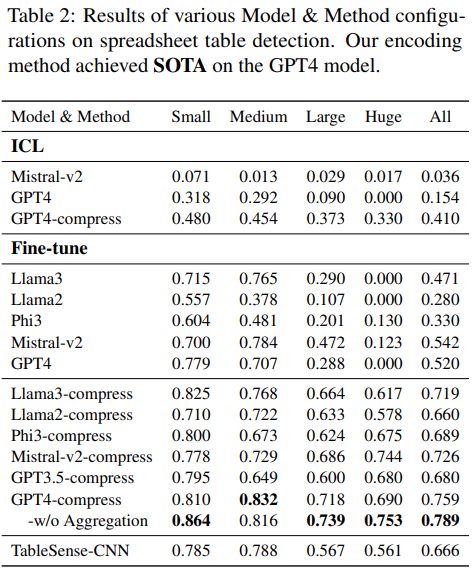 Table 2: Results of various Model & Method configu-
rations on spreadsheet table detection. Our encoding
method achieved SOTA on the GPT4 model.
Model & Method Small Medium Large Huge All
ICL
Mistral-v2 0.071 0.013 0.029 0.017 0.036
GPT4 0.318 0.292 0.090 0.000 0.154
GPT4-compress 0.480 0.454 0.373 0.330 0.410
Fine-tune
Llama3 0.715 0.765 0.290 0.000 0.471
Llama2 0.557 0.378 0.107 0.000 0.280
Phi3 0.604 0.481 0.201 0.130 0.330
Mistral-v2 0.700 0.784 0.472 0.123 0.542
GPT4 0.779 0.707 0.288 0.000 0.520
Llama3-compress 0.825 0.768 0.664 0.617 0.719
Llama2-compress 0.710 0.722 0.633 0.578 0.660
Phi3-compress 0.800 0.673 0.624 0.675 0.689
Mistral-v2-compress 0.778 0.729 0.686 0.744 0.726
GPT3.5-compress 0.795 0.649 0.600 0.680 0.680
GPT4-compress 0.810 0.832 0.718 0.690 0.759
-w/o Aggregation 0.864 0.816 0.739 0.753 0.789
TableSense-CNN 0.785 0.788 0.567 0.561 0.666